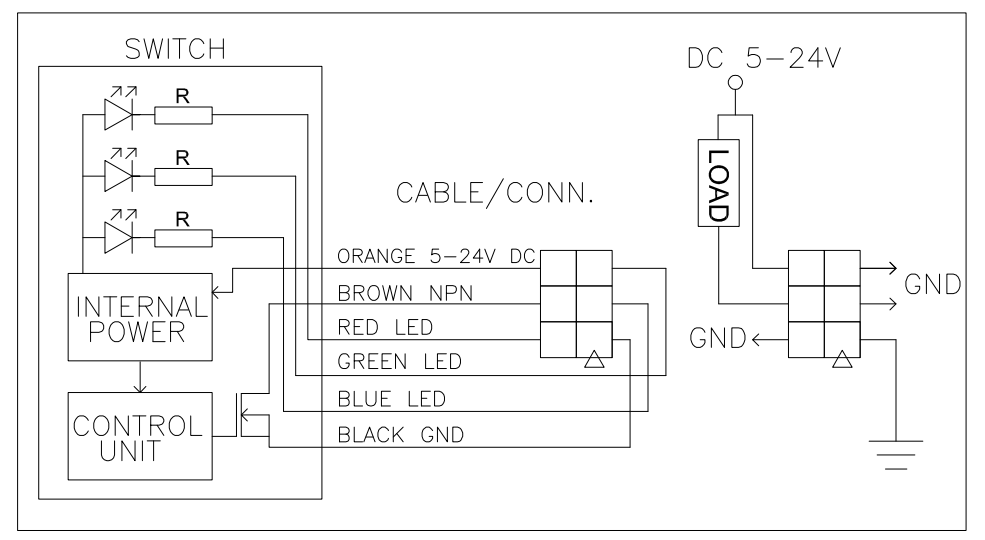 SWITCH
R
R
R
INTERNAL
POWER
CONTROL
UNIT
CABLE/CONN.
ORANGE 5-24V DC
BROWN NPN
RED LED
GREEN LED
BLUE LED
BLACK GND
DC 5-24V
LOAD
GND
GND